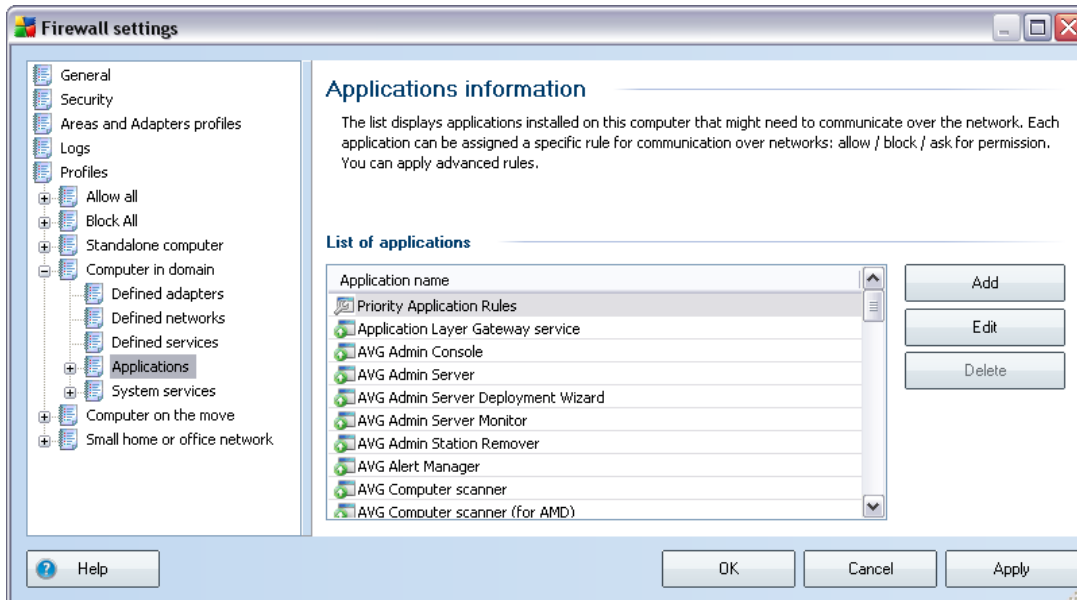 Firewall settings
General
Security
Areas and Adapters profiles
Logs
Profiles
Allow all
Block All
Standalone computer
Computer in domain
Defined adapters
Defined networks
Defined services
Applications
System services
Computer on the move
Small home or office network
Applications information
The list displays applications installed on this computer that might need to communicate over the network. Each
application can be assigned a specific rule for communication over networks: allow / block / ask for permission.
You can apply advanced rules.
List of applications
Application name
Priority Application Rules
Application Layer Gateway service
AVG Admin Console
AVG Admin Server
AVG Admin Server Deployment Wizard
AVG Admin Server Monitor
AVG Admin Station Remover
AVG Alert Manager
AVG Computer scanner
AVG Computer scanner (for AMD)
Add
Edit
Delete
Help
OK
Cancel
Apply